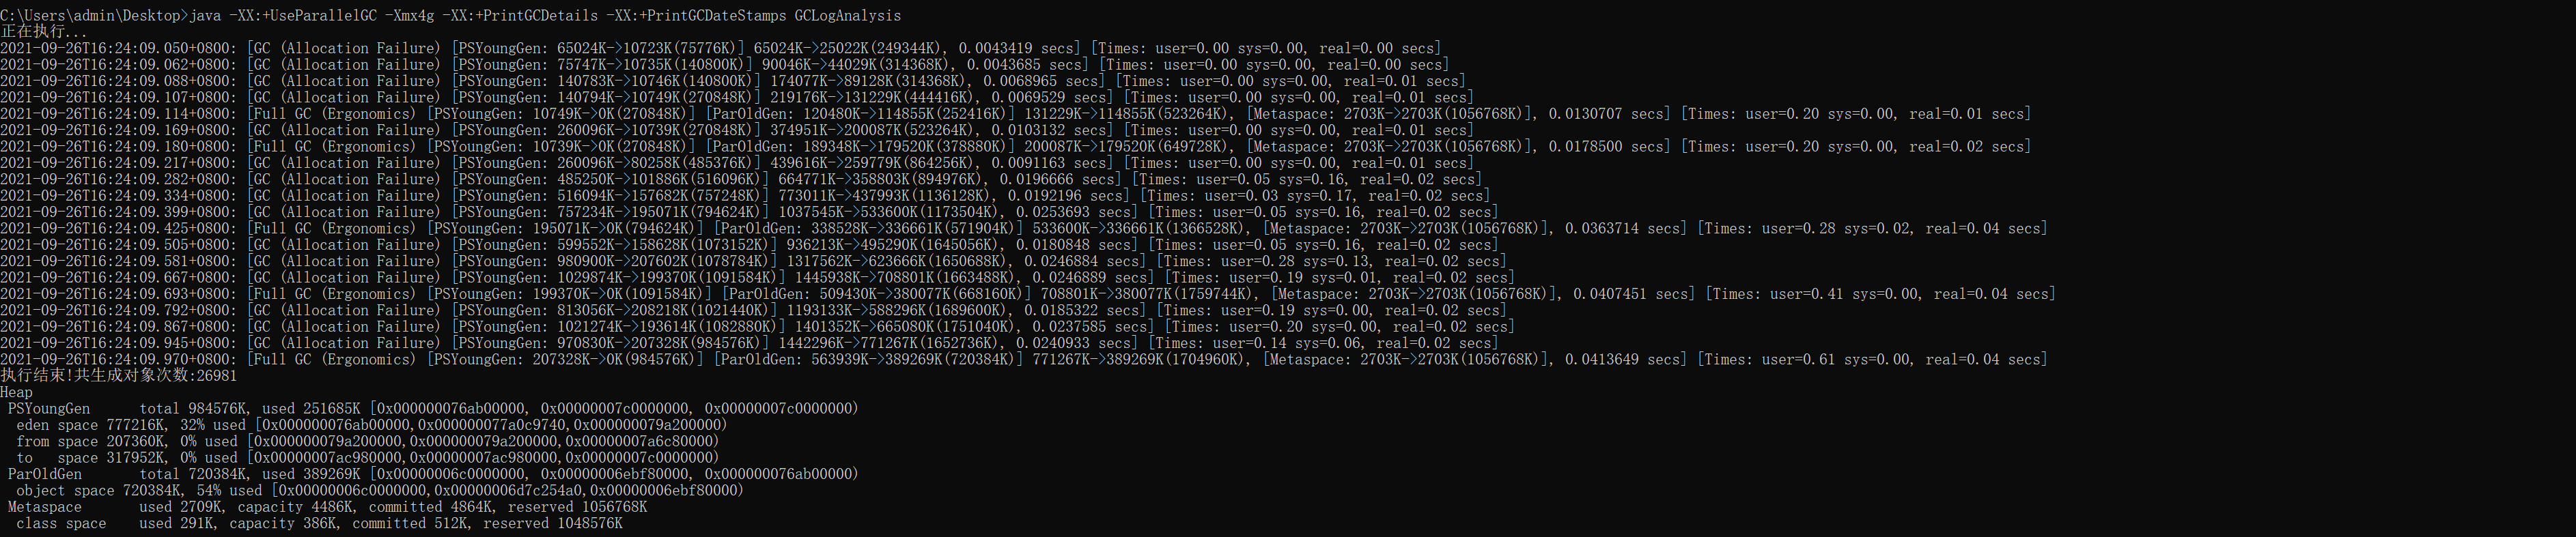 C:\Users\admin\Desktop>java -XX:+UseParallelGC -Xmx4g -XX:+PrintGCDetails -XX:+PrintGCDateStamps GCLogAnalysis
正在执行...
2021-09-26T16:24:09.050+0800: [GC (Allocation Failure) [PSYoungGen: 65024K->10723K(75776K)] 65024K->25022K(249344K), 0.0043419 secs] [Times: user=0.00 sys=0.00, real=0.00 secs]
2021-09-26T16:24:09.062+0800: [GC (Allocation Failure) [PSYoungGen: 75747K->10735K(140800K)] 90046K->44029K(314368K), 0.0043685 secs] [Times: user=0.00 sys=0.00, real=0.00 secs]
2021-09-26T16:24:09.088+0800: [GC (Allocation Failure) [PSYoungGen: 140783K->10746K(140800K)] 174077K->89128K(314368K), 0.0068965 secs] [Times: user=0.00 sys=0.00, real=0.01 secs]
2021-09-26T16:24:09.107+0800: [GC (Allocation Failure) [PSYoungGen: 140794K->10749K(270848K)] 219176K->131229K(444416K), 0.0069529 secs] [Times: user=0.00 sys=0.00, real=0.01 secs]
2021-09-26T16:24:09.114+0800: [Full GC (Ergonomics) [PSYoungGen: 10749K->0K(270848K)] [ParOldGen: 120480K->114855K(252416K)] 131229K->114855K(523264K), [Metaspace: 2703K->2703K(1056768K)], 0.0130707 secs] [Times: user=0.20 sys=0.00, real=0.01 secs]
2021-09-26T16:24:09.169+0800: [GC (Allocation Failure) [PSYoungGen: 260096K->10739K(270848K)] 374951K->200087K(523264K), 0.0103132 secs] [Times: user=0.00 sys=0.00, real=0.01 secs]
2021-09-26T16:24:09.180+0800: [Full GC (Ergonomics) [PSYoungGen: 10739K->0K(270848K)] [ParOldGen: 189348K->179520K(378880K)] 200087K->179520K(649728K), [Metaspace: 2703K->2703K(1056768K)], 0.0178500 secs] [Times: user=0.20 sys=0.00, real=0.02 secs]
2021-09-26T16:24:09.217+0800: [GC (Allocation Failure) [PSYoungGen: 260096K->80258K(485376K)] 439616K->259779K(864256K), 0.0091163 secs] [Times: user=0.00 sys=0.00, real=0.01 secs]
2021-09-26T16:24:09.282+0800: [GC (Allocation Failure) [PSYoungGen: 485250K->101886K(516096K)] 664771K->358803K(894976K), 0.0196666 secs] [Times: user=0.05 sys=0.16, real=0.02 secs]
2021-09-26T16:24:09.334+0800: [GC (Allocation Failure) [PSYoungGen: 516094K->157682K(757248K)] 773011K->437993K(1136128K), 0.0192196 secs] [Times: user=0.03 sys=0.17, real=0.02 secs]
2021-09-26T16:24:09.399+0800: [GC (Allocation Failure) [PSYoungGen: 757234K->195071K(794624K)] 1037545K->533600K(1173504K), 0.0253693 secs] [Times: user=0.05 sys=0.16, real=0.02 secs]
2021-09-26T16:24:09.425+0800: [Full GC (Ergonomics) [PSYoungGen: 195071K->0K(794624K)] [ParOldGen: 338528K->336661K(571904K)] 533600K->336661K(1366528K), [Metaspace: 2703K->2703K(1056768K)], 0.0363714 secs] [Times: user=0.28 sys=0.02, real=0.04 secs]
2021-09-26T16:24:09.505+0800: [GC (Allocation Failure) [PSYoungGen: 599552K->158628K(1073152K)] 936213K->495290K(1645056K), 0.0180848 secs] [Times: user=0.05 sys=0.16, real=0.02 secs]
2021-09-26T16:24:09.581+0800: [GC (Allocation Failure) [PSYoungGen: 980900K->207602K(1078784K)] 1317562K->623666K(1650688K), 0.0246884 secs] [Times: user=0.28 sys=0.13, real=0.02 secs]
2021-09-26T16:24:09.667+0800: [GC (Allocation Failure) [PSYoungGen: 1029874K->199370K(1091584K)] 1445938K->708801K(1663488K), 0.0246889 secs] [Times: user=0.19 sys=0.01, real=0.02 secs]
2021-09-26T16:24:09.693+0800: [Full GC (Ergonomics) [PSYoungGen: 199370K->0K(1091584K)] [ParOldGen: 509430K->380077K(668160K)] 708801K->380077K(1759744K), [Metaspace: 2703K->2703K(1056768K)], 0.0407451 secs] [Times: user=0.41 sys=0.00, real=0.04 secs]
2021-09-26T16:24:09.792+0800: [GC (Allocation Failure) [PSYoungGen: 813056K->208218K(1021440K)] 1193133K->588296K(1689600K), 0.0185322 secs] [Times: user=0.19 sys=0.00, real=0.02 secs]
2021-09-26T16:24:09.867+0800: [GC (Allocation Failure) [PSYoungGen: 1021274K->193614K(1082880K)] 1401352K->665080K(1751040K), 0.0237585 secs] [Times: user=0.20 sys=0.00, real=0.02 secs]
2021-09-26T16:24:09.945+0800: [GC (Allocation Failure) [PSYoungGen: 970830K->207328K(984576K)] 1442296K->771267K(1652736K), 0.0240933 secs] [Times: user=0.14 sys=0.06, real=0.02 secs]
2021-09-26T16:24:09.970+0800: [Full GC (Ergonomics) [PSYoungGen: 207328K->0K(984576K)] [ParOldGen: 563939K->389269K(720384K)] 771267K->389269K(1704960K), [Metaspace: 2703K->2703K(1056768K)], 0.0413649 secs] [Times: user=0.61 sys=0.00, real=0.04 secs]
执行结束!共生成对象次数:26981
Heap
 PSYoungGen      total 984576K, used 251685K [0x000000076ab00000, 0x00000007c0000000, 0x00000007c0000000)
  eden space 777216K, 32% used [0x000000076ab00000,0x000000077a0c9740,0x000000079a200000)
  from space 207360K, 0% used [0x000000079a200000,0x000000079a200000,0x00000007a6c80000)
  to   space 317952K, 0% used [0x00000007ac980000,0x00000007ac980000,0x00000007c0000000)
 ParOldGen       total 720384K, used 389269K [0x00000006c0000000, 0x00000006ebf80000, 0x000000076ab00000)
  object space 720384K, 54% used [0x00000006c0000000,0x00000006d7c254a0,0x00000006ebf80000)
 Metaspace       used 2709K, capacity 4486K, committed 4864K, reserved 1056768K
  class space    used 291K, capacity 386K, committed 512K, reserved 1048576K